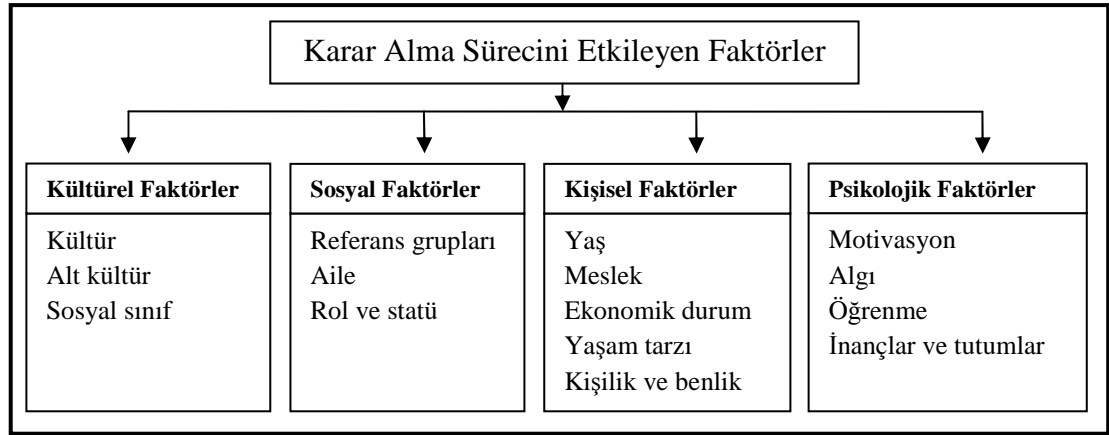 Karar Alma Sürecini Etkileyen Faktörler
Kültürel Faktörler
Kültür
Alt kültür
Sosyal sınıf
Sosyal Faktörler
Referans grupları
Aile
Rol ve statü
Kişisel Faktörler
Yaş
Meslek
Ekonomik durum
Yaşam tarzı
Kişilik ve benlik
Psikolojik Faktörler
Motivasyon
Algı
Öğrenme
İnançlar ve tutumlar